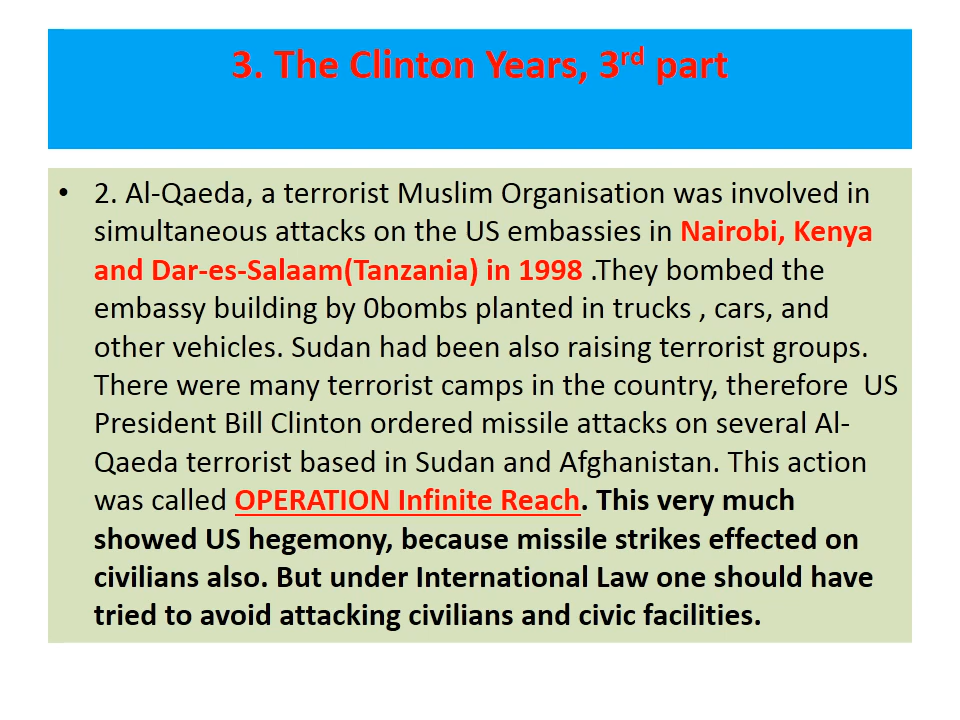 3. The Clinton Years, 3rd part
• 2. Al-Qaeda, a terrorist Muslim Organisation was involved in
simultaneous attacks on the US embassies in Nairobi, Kenya
and Dar-es-Salaam(Tanzania) in 1998 .They bombed the
embassy building by 0bombs planted in trucks , cars, and
other vehicles. Sudan had been also raising terrorist groups.
There were many terrorist camps in the country, therefore  US
President Bill Clinton ordered missile attacks on several Al-
Qaeda terrorist based in Sudan and Afghanistan. This action
was called OPERATION Infinite Reach. This very much
showed US hegemony, because missile strikes effected on
civilians also. But under International Law one should have
tried to avoid attacking civilians and civic facilities.